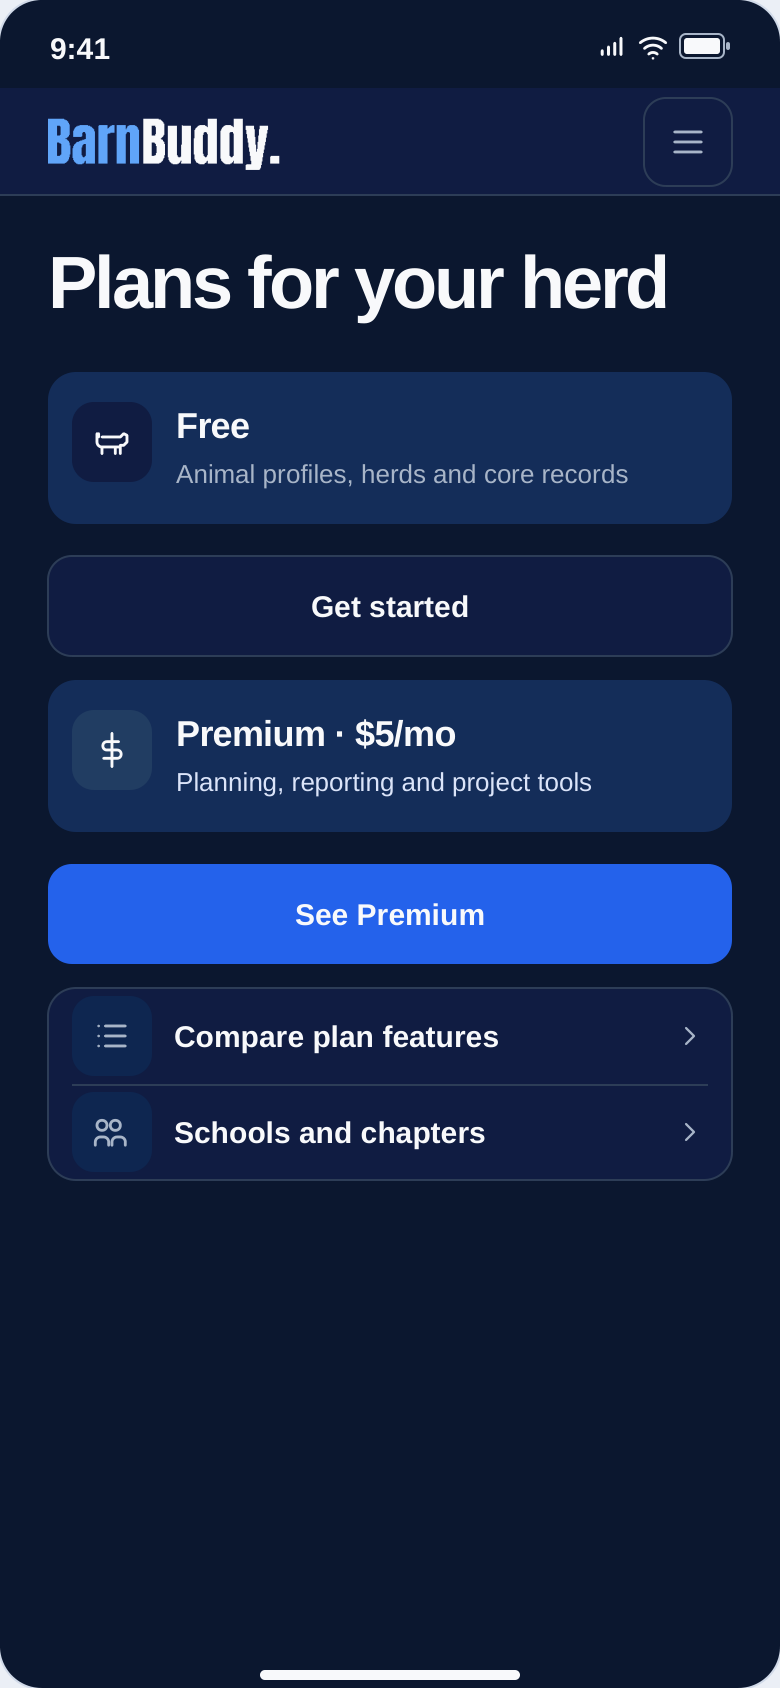 9:41
BarnBuddy.
Plans for your herd
Free
Animal profiles, herds and core records
Get started
Premium · $5/mo
Planning, reporting and project tools
See Premium
Compare plan features
Schools and chapters